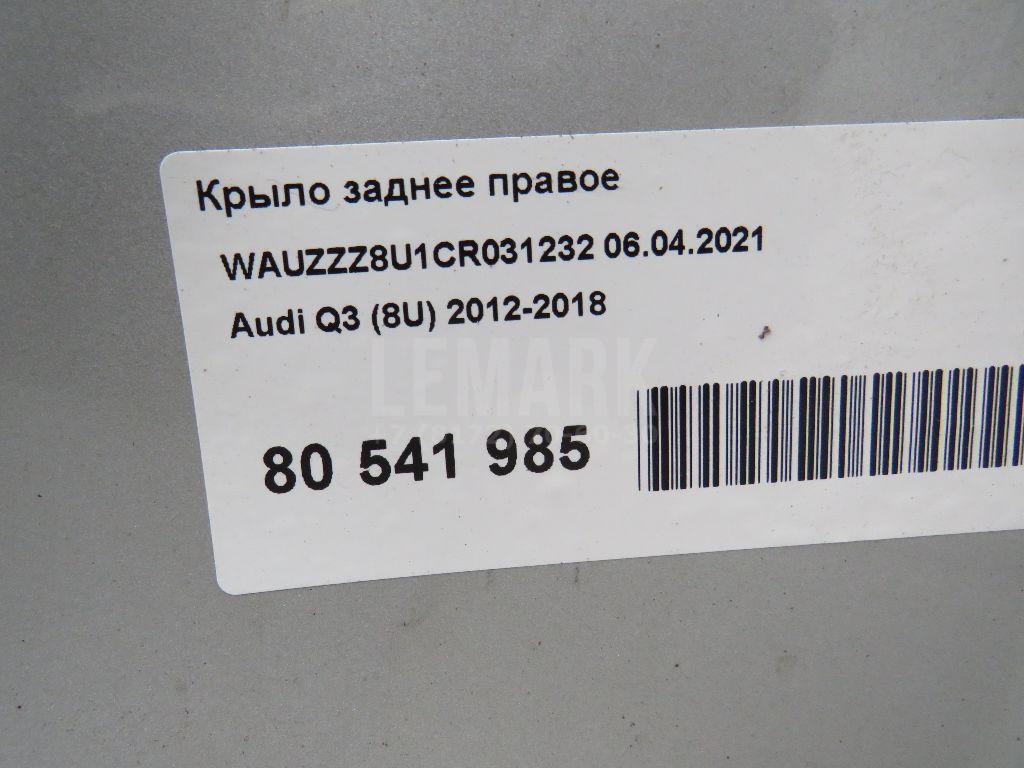 Крыло заднее правое
WAUZZZ8U1CR031232 06.04.2021
Audi Q3 (8U) 2012-2018
LEMARK
80 541 985